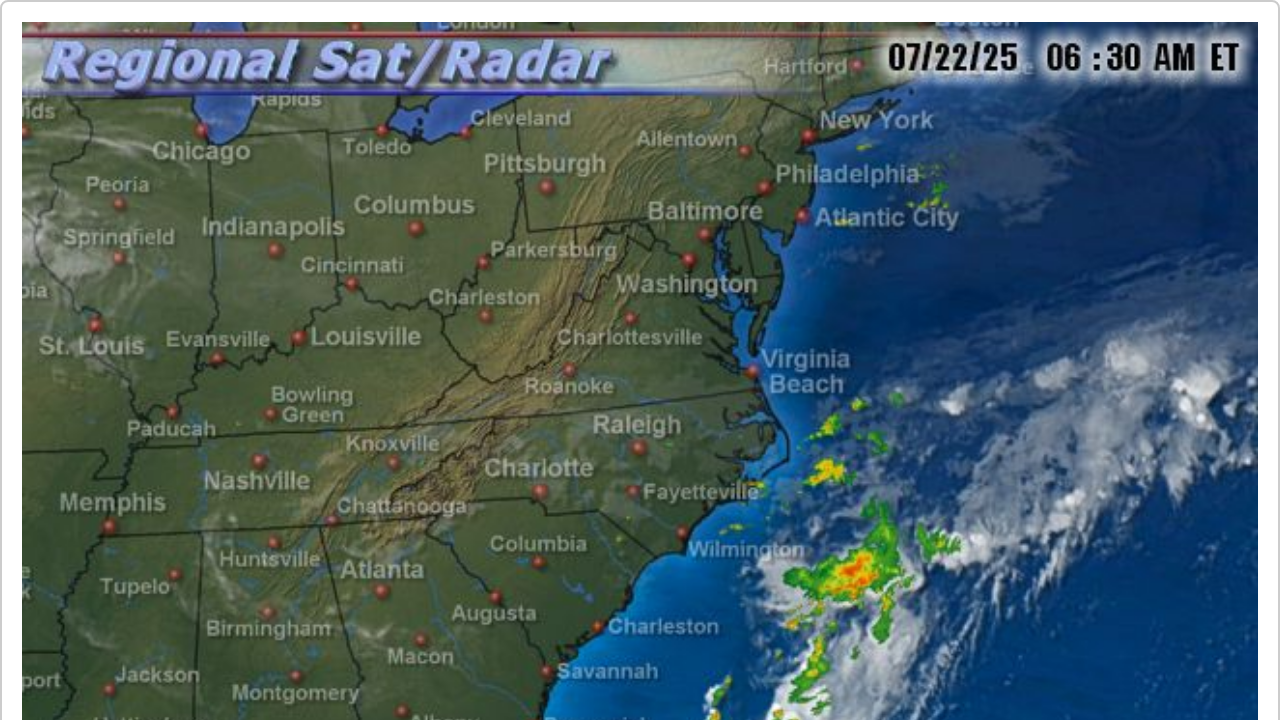 London
Boston
Regional Sat/Radar
07/22/25 06 :30 AM ET
Hartford
Rapids
Cleveland
New York
Chicago
Toledo
Allentown
Pittsburgh
Philadelphia
Peoria
Columbus
Baltimore
Atlantic City
Indianapolis
Springfield
Parkersburg
Cincinnati
Washington
Charleston
St. Louis
Evansville
Louisville
Charlottesville
Virginia
Beach
Roanoke
Bowling
Green
Paducah
Raleigh
Knoxville
Nashville
Charlotte
Fayetteville
Memphis
Chattanooga
Huntsville
Columbia
Wilmington
Tupelo
Atlanta
Augusta
Birmingham
Charleston
Macon
Savannah
Jackson
port
Montgomery